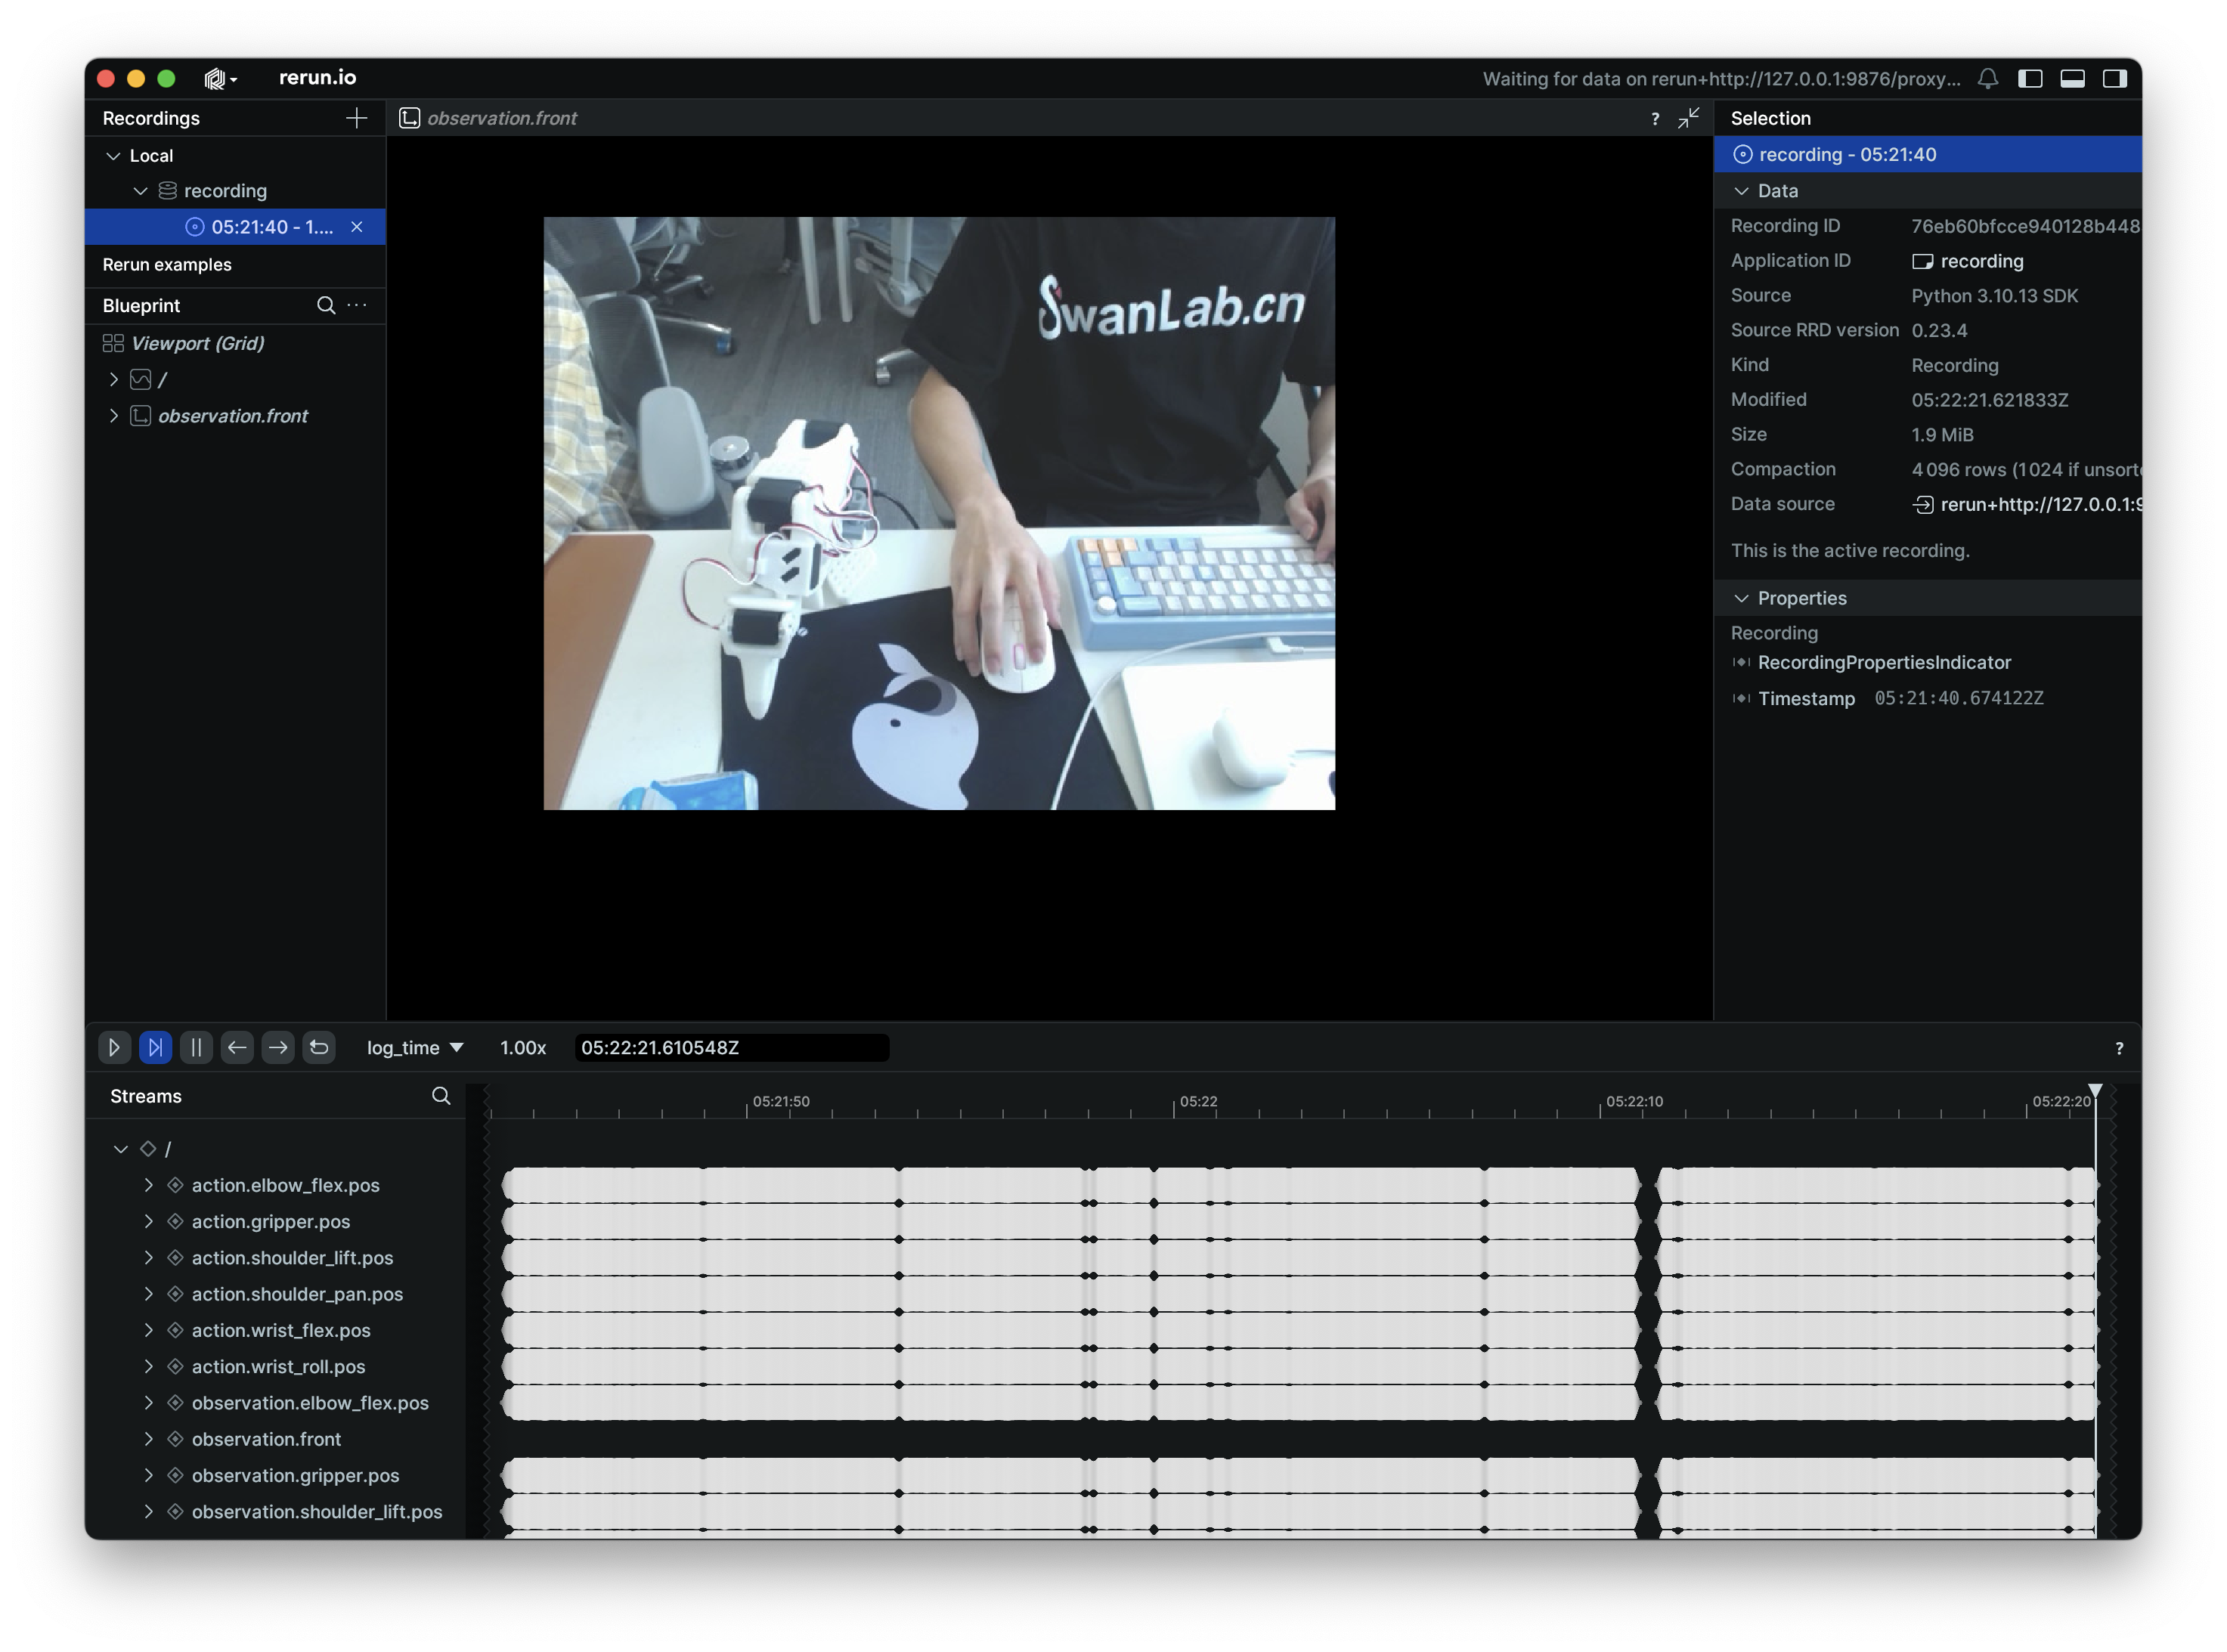 rerun.io
Waiting for data on rerun+http://127.0.0.1:9876/proxy...
Recordings
Local
recording
05:21:40 - 1....
Rerun examples
Blueprint
Viewport (Grid)
/
observation.front
observation.front
?
SwanLab.cn
Selection
recording - 05:21:40
Data
Recording ID 76eb60bfcce940128b448
Application ID recording
Source Python 3.10.13 SDK
Source RRD version 0.23.4
Kind Recording
Modified 05:22:21.621833Z
Size 1.9 MiB
Compaction 4 096 rows (1 024 if unsorte
Data source rerun+http://127.0.0.1:9
This is the active recording.
Properties
Recording
RecordingPropertiesIndicator
Timestamp 05:21:40.674122Z
log_time 1.00x 05:22:21.610548Z ?
Streams
05:21:50 05:22 05:22:10 05:22:20
/
action.elbow_flex.pos
action.gripper.pos
action.shoulder_lift.pos
action.shoulder_pan.pos
action.wrist_flex.pos
action.wrist_roll.pos
observation.elbow_flex.pos
observation.front
observation.gripper.pos
observation.shoulder_lift.pos